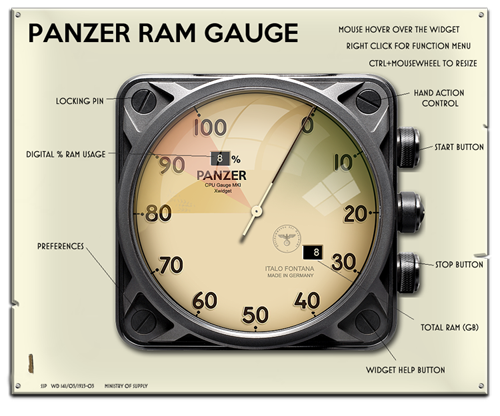 PANZER RAM GAUGE
MOUSE HOVER OVER THE WIDGET
RIGHT CLICK FOR FUNCTION MENU
CTRL+MOUSEWHEEL TO RESIZE
LOCKING PIN
HAND ACTION
CONTROL
100
0
START BUTTON
DIGITAL % RAM USAGE
8 %
90
10
PANZER
CPU Gauge MKI
Xwidget
80
20
PREFERENCES
8
70
30
STOP BUTTON
ITALO FONTANA
MADE IN GERMANY
60
40
50
TOTAL RAM (GB)
WIDGET HELP BUTTON
MINISTRY OF SUPPLY